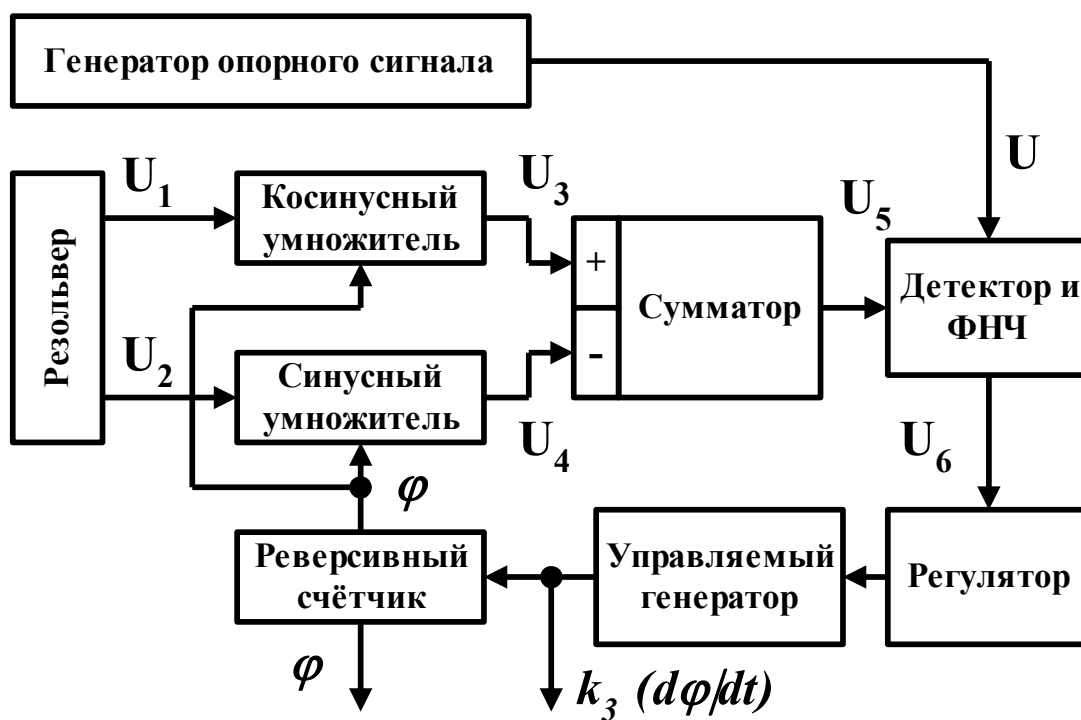 Генератор опорного сигнала
U
Резольвер
U1
Косинусный
умножитель
U3
U5
+
-
Сумматор
Детектор и
ФНЧ
U2
Синусный
умножитель
U4
U6
φ
Реверсивный
счётчик
Управляемый
генератор
Регулятор
φ
k3 (dφ/dt)